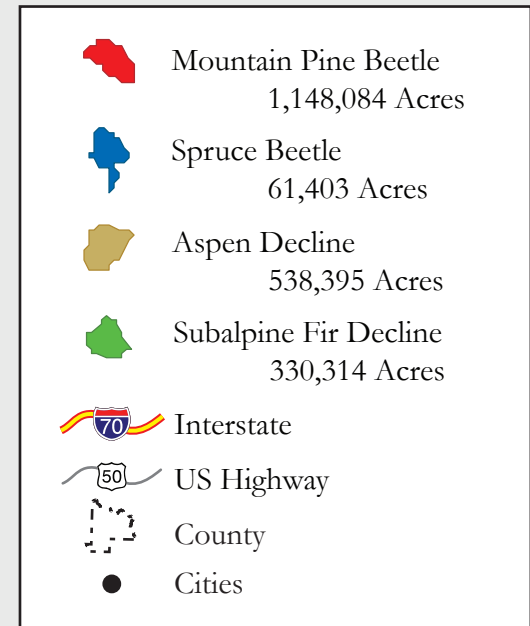 Mountain Pine Beetle
1,148,084 Acres
Spruce Beetle
61,403 Acres
Aspen Decline
538,395 Acres
Subalpine Fir Decline
330,314 Acres
70 Interstate
50 US Highway
County
Cities